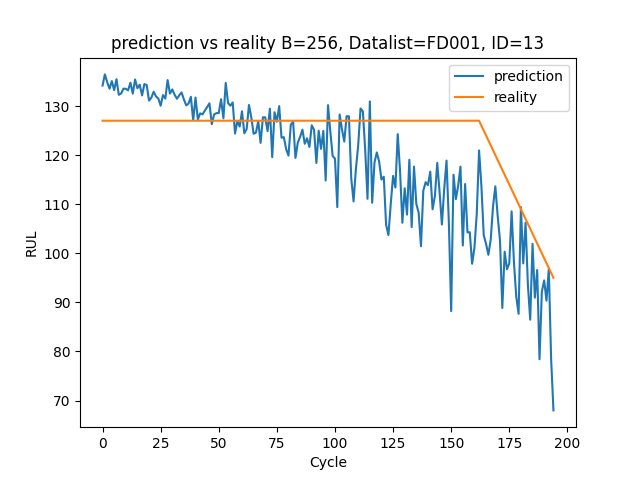 prediction vs reality B=256, Datalist=FD001, ID=13
prediction
reality
RUL
130
120
110
100
90
80
70
0 25 50 75 100 125 150 175 200
Cycle